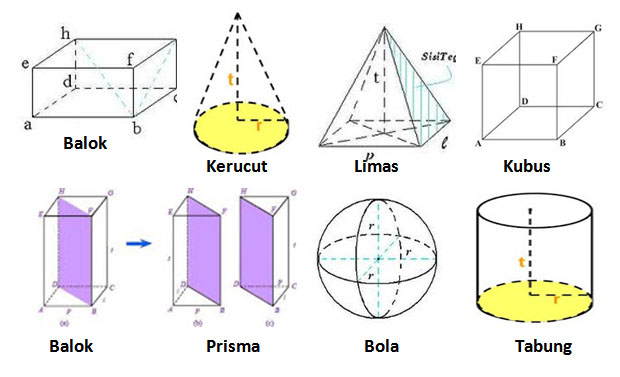 h
e f
d
a b
Balok
t
r
Kerucut
SisiTeg
t
l
p
Limas
H G
E F
D C
A B
Kubus
H G
E F
t
D C
A P B
(a)
Balok
H
E F
D
A P B
(b)
H G
F
t
D C
B
(c)
Prisma
r
r
r
r
Bola
t
r
Tabung